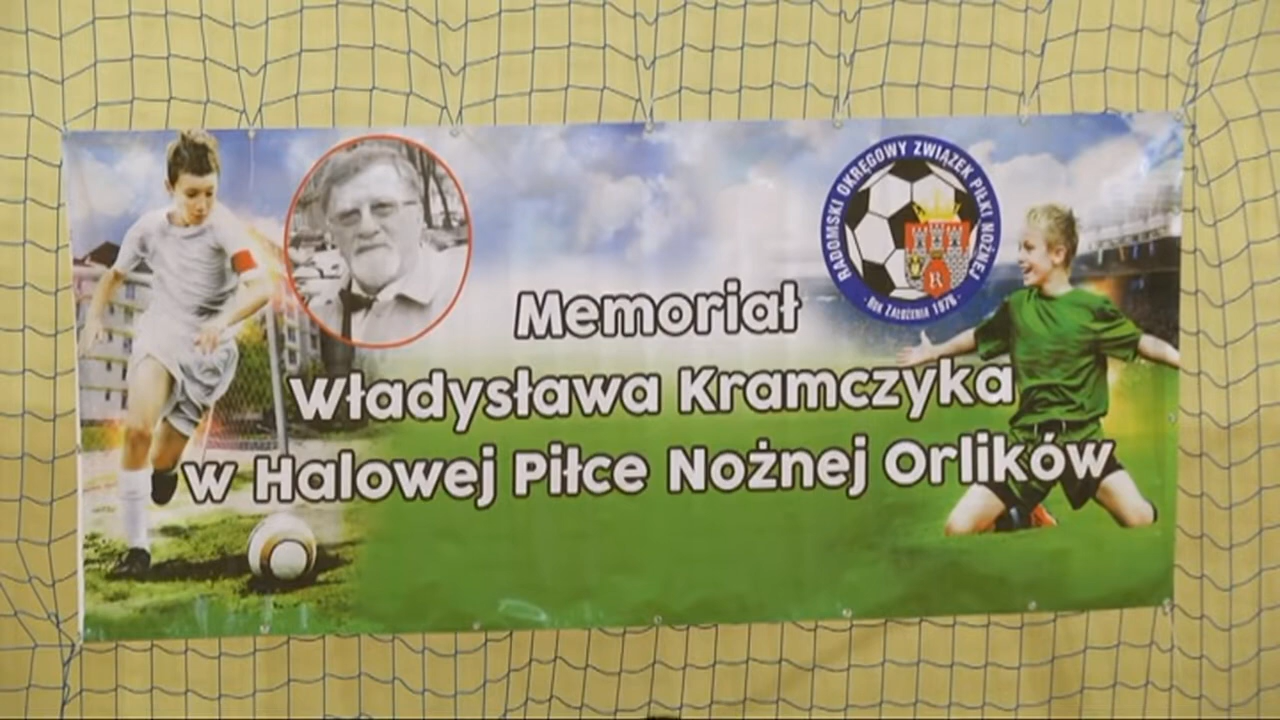 RADOMSKI OKRĘGOWY ZWIĄZEK PIŁKI NOŻNEJ
R
· ROK ZAŁOŻENIA 1976 ·
Memoriał
Władysława Kramczyka
w Halowej Piłce Nożnej Orlików